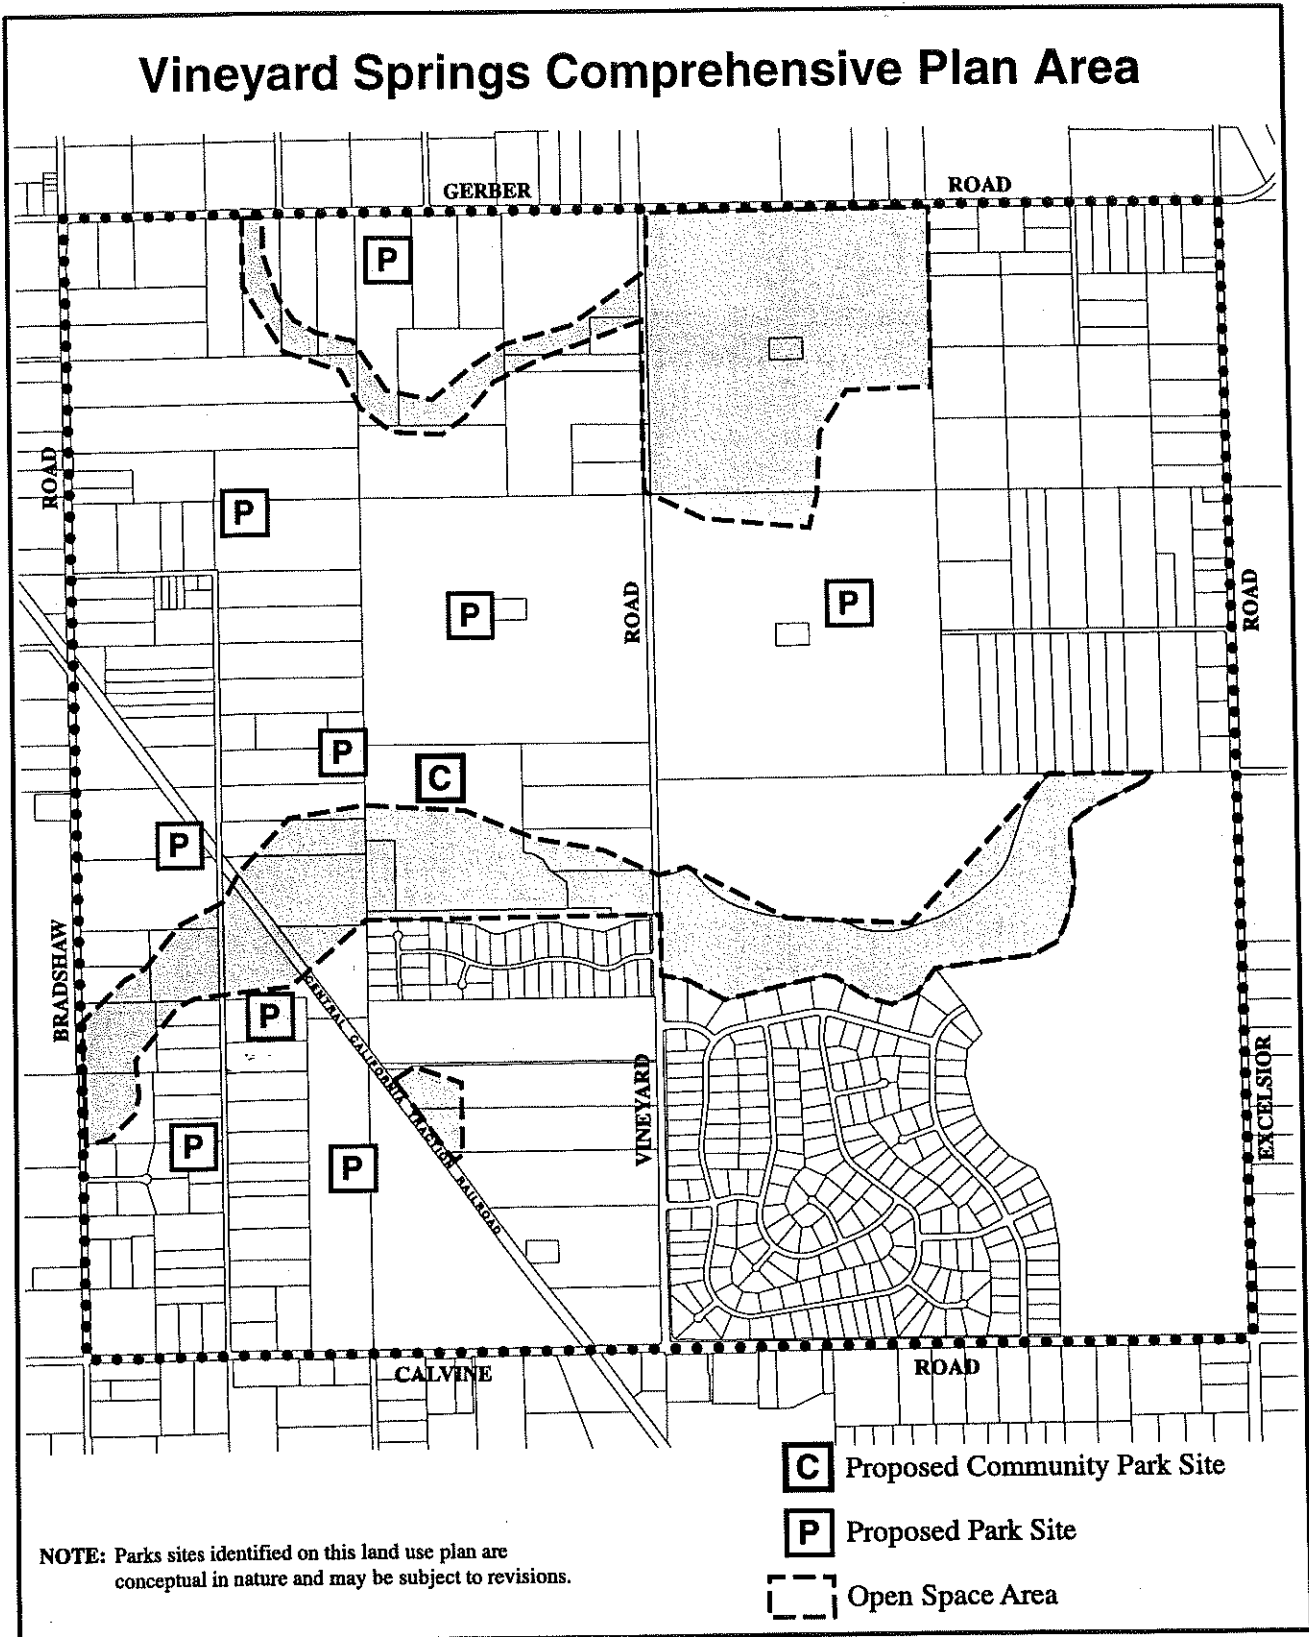 Vineyard Springs Comprehensive Plan Area
GERBER
ROAD
P
ROAD
P
P
ROAD
P
ROAD
P
C
P
BRADSHAW
P
CENTRAL CALIFORNIA TRACTION RAILROAD
VINEYARD
EXCELSIOR
P
P
CALVINE
ROAD
C Proposed Community Park Site
P Proposed Park Site
Open Space Area
NOTE: Parks sites identified on this land use plan are
conceptual in nature and may be subject to revisions.